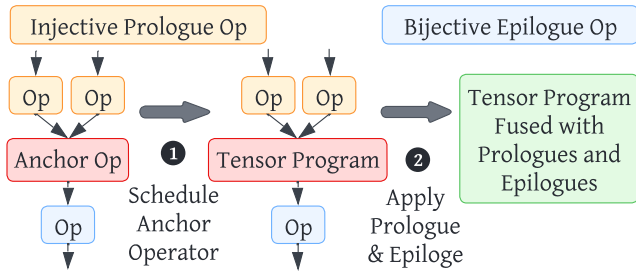 Injective Prologue Op
Bijective Epilogue Op
Op
Op
Op
Op
Anchor Op
1
Tensor Program
2
Tensor Program
Fused with
Prologues and
Epilogues
Schedule
Anchor
Operator
Apply
Prologue
& Epiloge
Op
Op